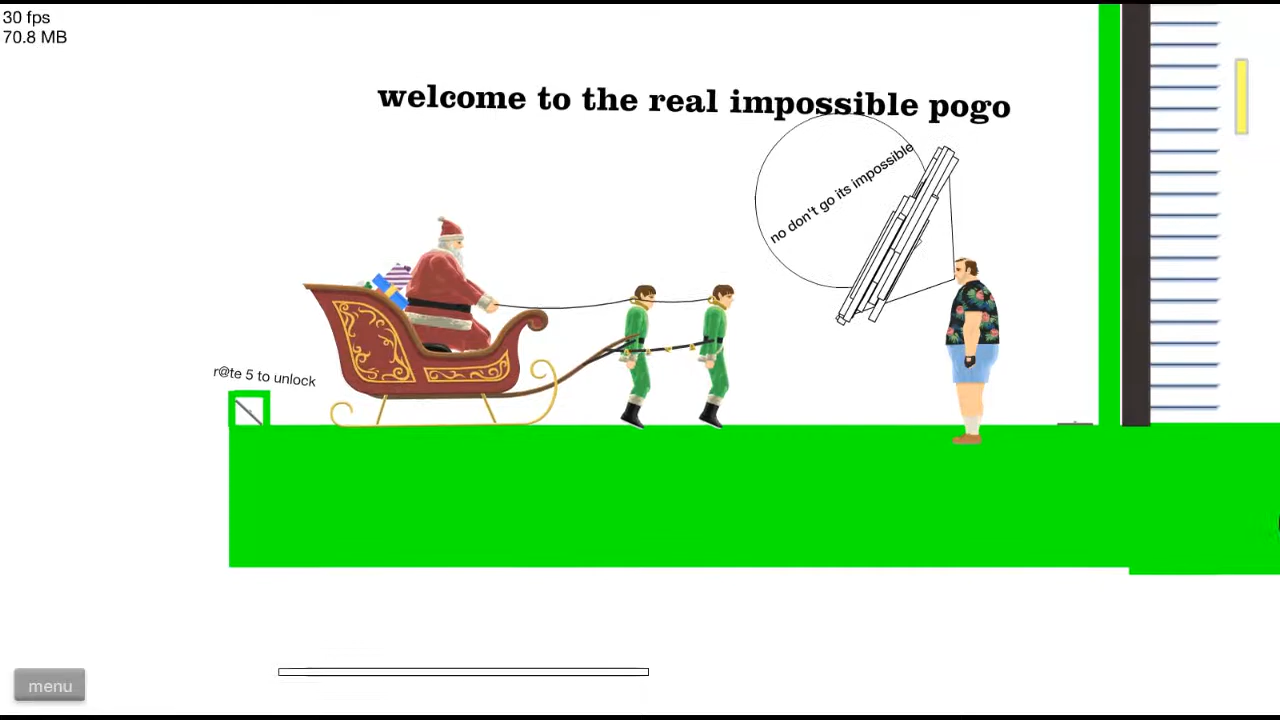 30 fps
70.8 MB
welcome to the real impossible pogo
no don't go its impossible
r@te 5 to unlock
menu